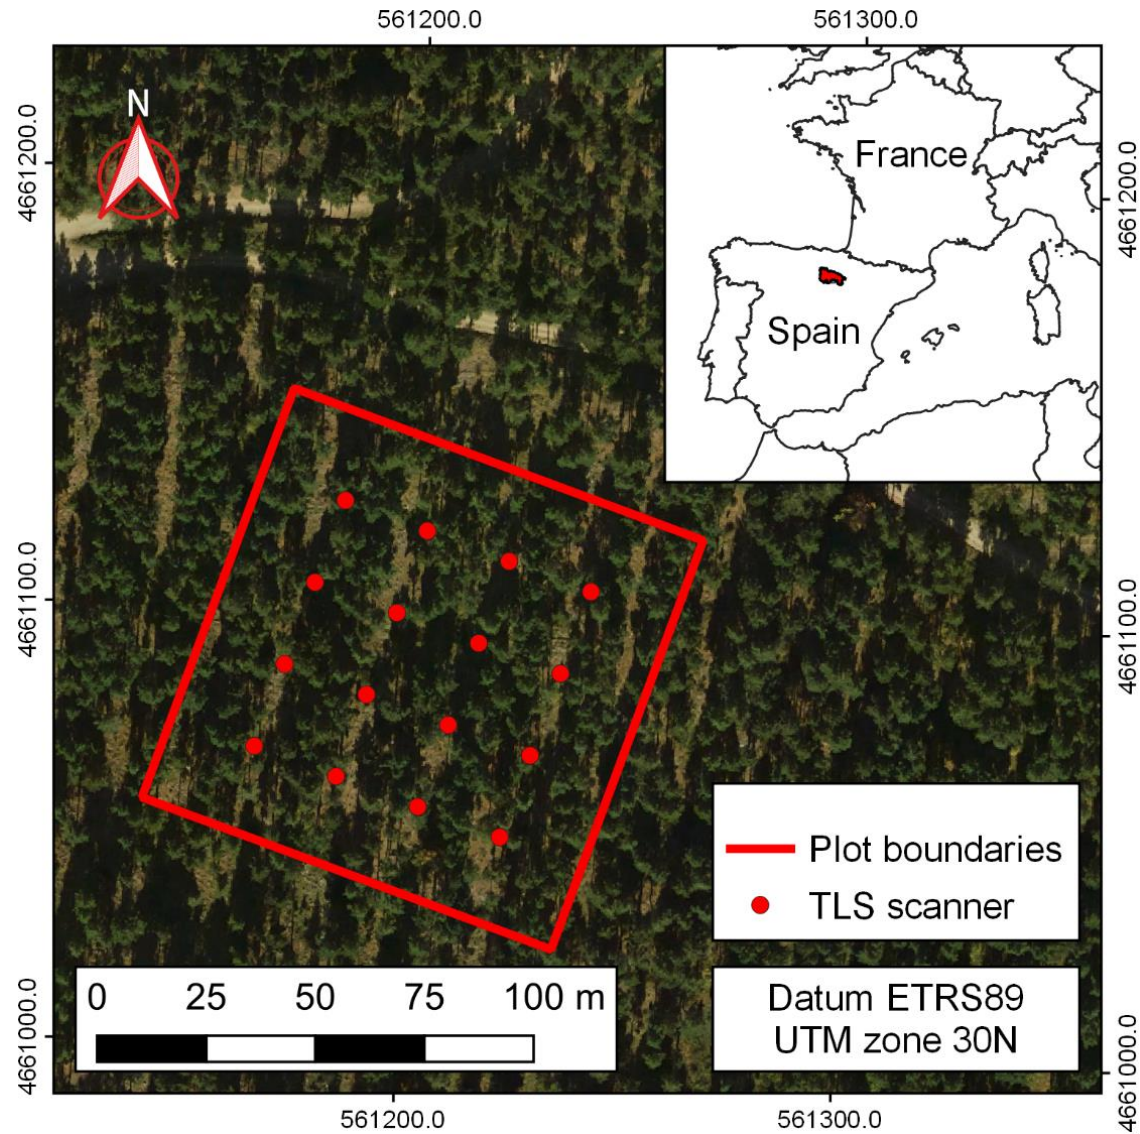 561200.0
561300.0
4661200.0
4661200.0
N
France
Spain
4661100.0
4661100.0
Plot boundaries
TLS scanner
0 25 50 75 100 m
Datum ETRS89
UTM zone 30N
4661000.0
4661000.0
561200.0
561300.0